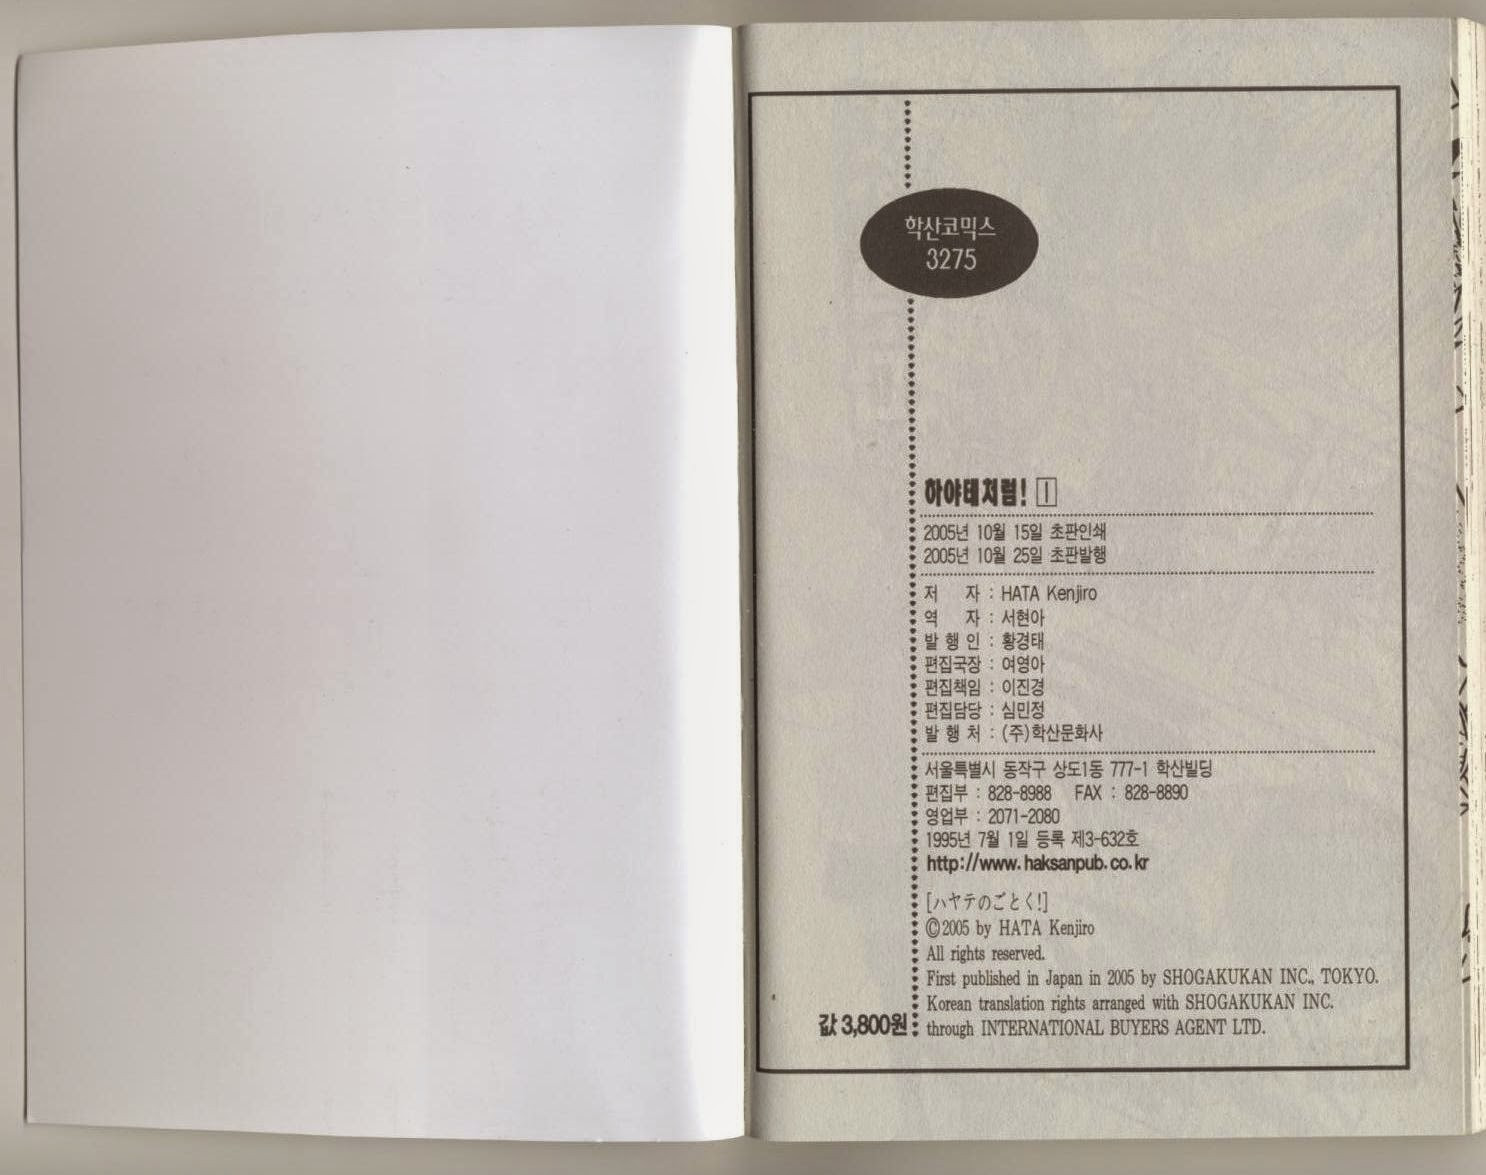 학산코믹스
3275
하야테처럼! 1
2005년 10월 15일 초판인쇄
2005년 10월 25일 초판발행
저 자 : HATA Kenjiro
역 자 : 서현아
발 행 인 : 황경태
편집국장 : 여영아
편집책임 : 이진경
편집담당 : 심민정
발 행 처 : (주)학산문화사
서울특별시 동작구 상도1동 777-1 학산빌딩
편집부 : 828-8988 FAX : 828-8890
영업부 : 2071-2080
1995년 7월 1일 등록 제3-632호
http://www.haksanpub.co.kr
[ハヤテのごとく!]
©2005 by HATA Kenjiro
All rights reserved.
First published in Japan in 2005 by SHOGAKUKAN INC., TOKYO.
Korean translation rights arranged with SHOGAKUKAN INC.
through INTERNATIONAL BUYERS AGENT LTD.
값 3,800원